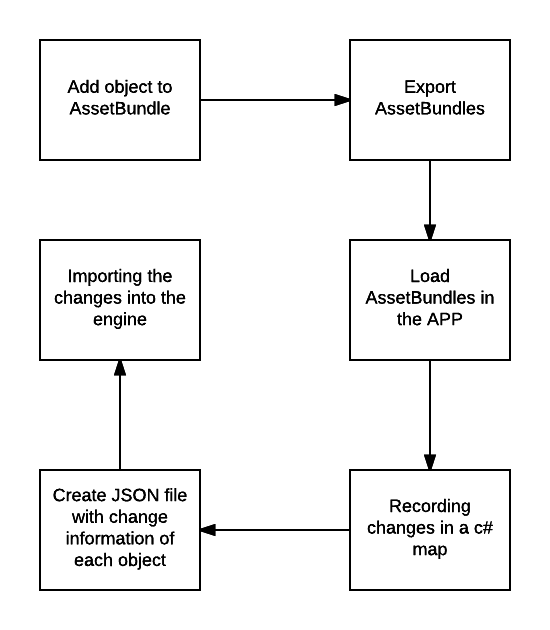 Add object to
AssetBundle
Export
AssetBundles
Importing the
changes into the
engine
Load
AssetBundles in
the APP
Create JSON file
with change
information of
each object
Recording
changes in a c#
map